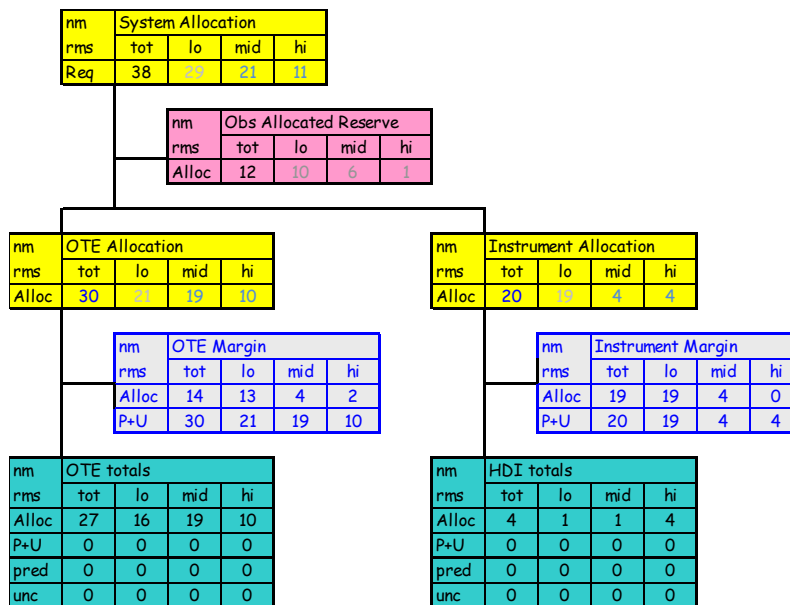 nm System Allocation
rms tot lo mid hi
Req 38 29 21 11
nm Obs Allocated Reserve
rms tot lo mid hi
Alloc 12 10 6 1
nm OTE Allocation
rms tot lo mid hi
Alloc 30 21 19 10
nm Instrument Allocation
rms tot lo mid hi
Alloc 20 19 4 4
nm OTE Margin
rms tot lo mid hi
Alloc 14 13 4 2
P+U 30 21 19 10
nm Instrument Margin
rms tot lo mid hi
Alloc 19 19 4 0
P+U 20 19 4 4
nm OTE totals
rms tot lo mid hi
Alloc 27 16 19 10
P+U 0 0 0 0
pred 0 0 0 0
unc 0 0 0 0
nm HDI totals
rms tot lo mid hi
Alloc 4 1 1 4
P+U 0 0 0 0
pred 0 0 0 0
unc 0 0 0 0